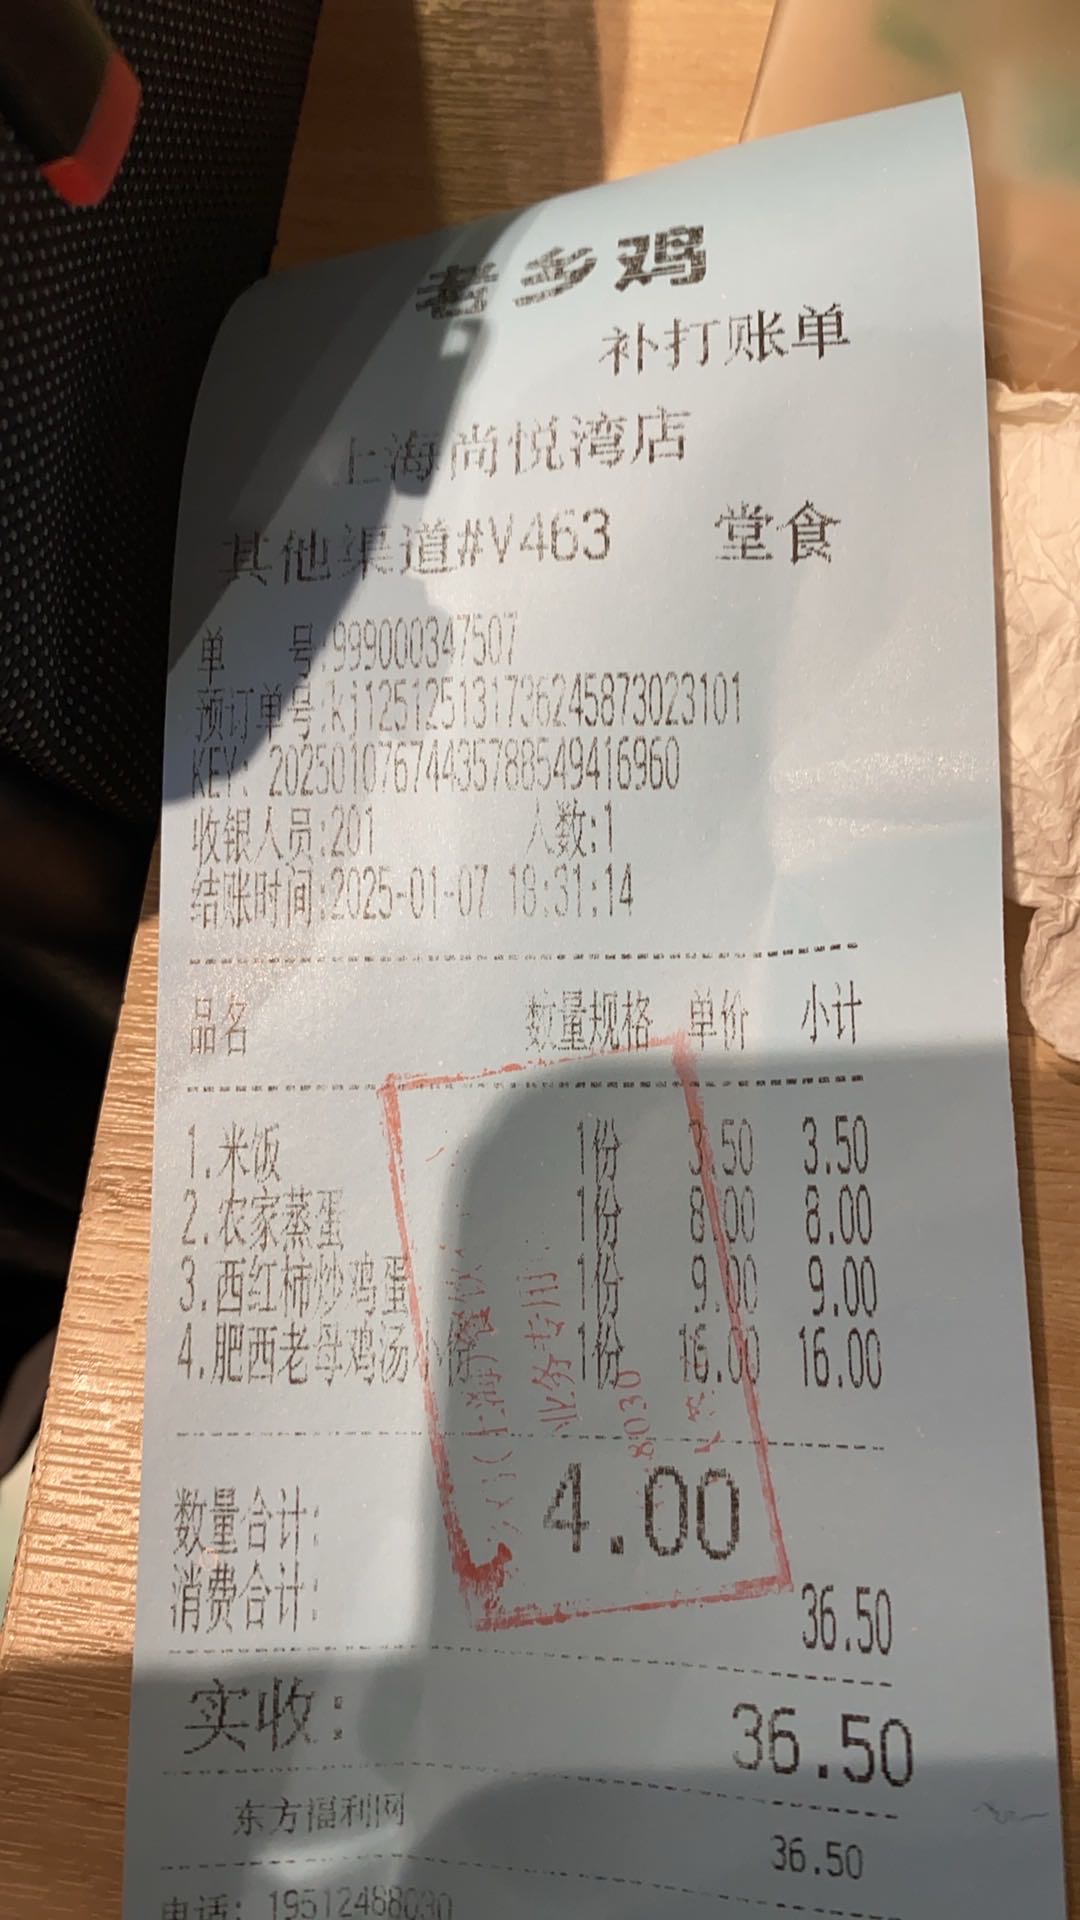 老乡鸡
补打账单
上海尚悦湾店
其他渠道#V463 堂食
单 号:999000347507
预订单号:kj125125131736245873023101
KEY: 2025010767443578854941 6960
收银人员:201 人数:1
结账时间:2025-01-07 18:31:14
品名 数量规格 单价 小计
1.米饭 1份 3.50 3.50
2.农家蒸蛋 1份 8.00 8.00
3.西红柿炒鸡蛋 1份 9.00 9.00
4.肥西老母鸡汤小份 1份 16.00 16.00
数量合计: 4.00
消费合计: 36.50
实收: 36.50
东方福利网 36.50
电话: 19512488030
(上海)餐饮
业务专用
8030